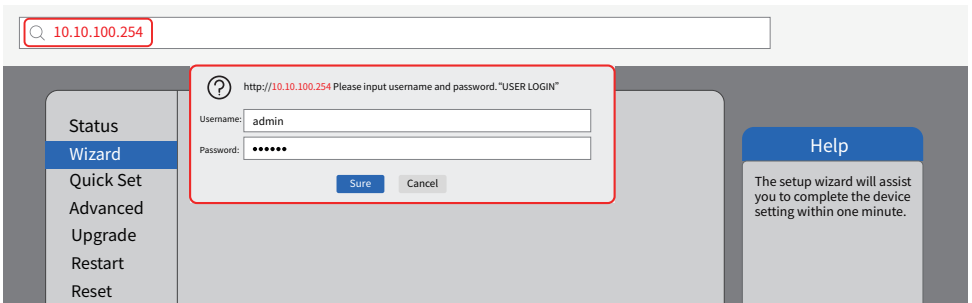 10.10.100.254
http://10.10.100.254 Please input username and password. "USER LOGIN"
Username: admin
Password: ••••••
Sure Cancel
Status
Wizard
Quick Set
Advanced
Upgrade
Restart
Reset
Help
The setup wizard will assist
you to complete the device
setting within one minute.